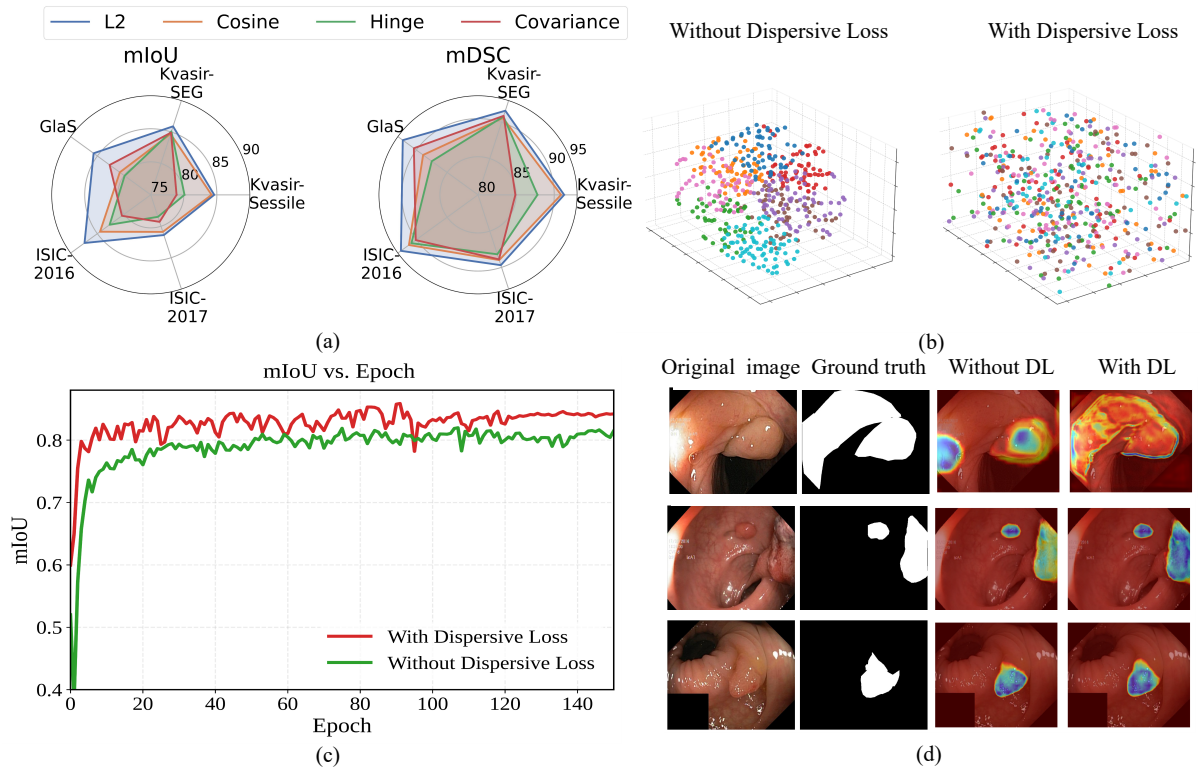 L2 Cosine Hinge Covariance
mIoU
Kvasir-
SEG
GlaS
90
85
80
75
Kvasir-
Sessile
ISIC-
2016
ISIC-
2017
mDSC
Kvasir-
SEG
GlaS
95
90
85
80
Kvasir-
Sessile
ISIC-
2016
ISIC-
2017
(a)
Without Dispersive Loss With Dispersive Loss
(b)
mIoU vs. Epoch
mIoU
0.8
0.7
0.6
0.5
0.4
With Dispersive Loss
Without Dispersive Loss
0 20 40 60 80 100 120 140
Epoch
(c)
Original image Ground truth Without DL With DL
(d)